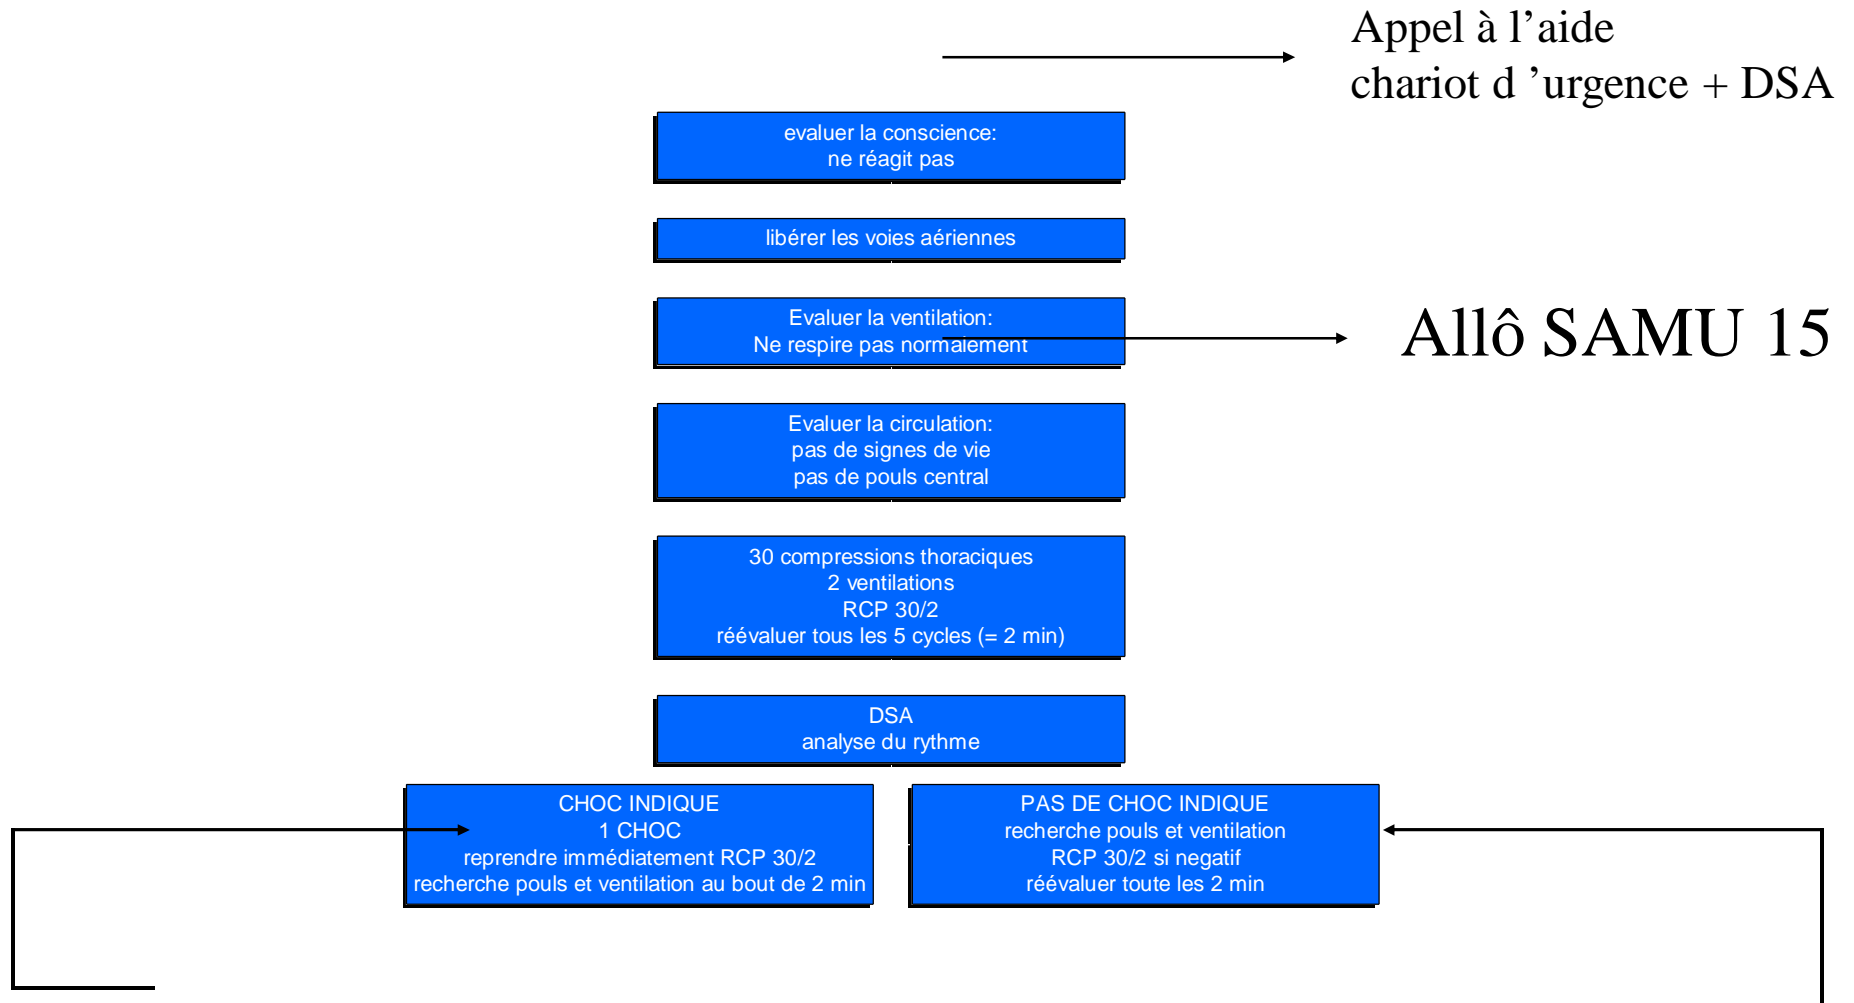 Appel à l’aide
chariot d ’urgence + DSA
evaluer la conscience:
ne réagit pas
libérer les voies aériennes
Evaluer la ventilation:
Ne respire pas normalement
Allô SAMU 15
Evaluer la circulation:
pas de signes de vie
pas de pouls central
30 compressions thoraciques
2 ventilations
RCP 30/2
réévaluer tous les 5 cycles (= 2 min)
DSA
analyse du rythme
CHOC INDIQUE
1 CHOC
reprendre immédiatement RCP 30/2
recherche pouls et ventilation au bout de 2 min
PAS DE CHOC INDIQUE
recherche pouls et ventilation
RCP 30/2 si negatif
réévaluer toute les 2 min